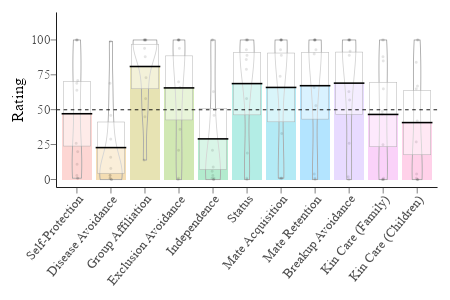 100
75
50
25
0
Rating
Self-Protection
Disease Avoidance
Group Affiliation
Exclusion Avoidance
Independence
Status
Mate Acquisition
Mate Retention
Breakup Avoidance
Kin Care (Family)
Kin Care (Children)